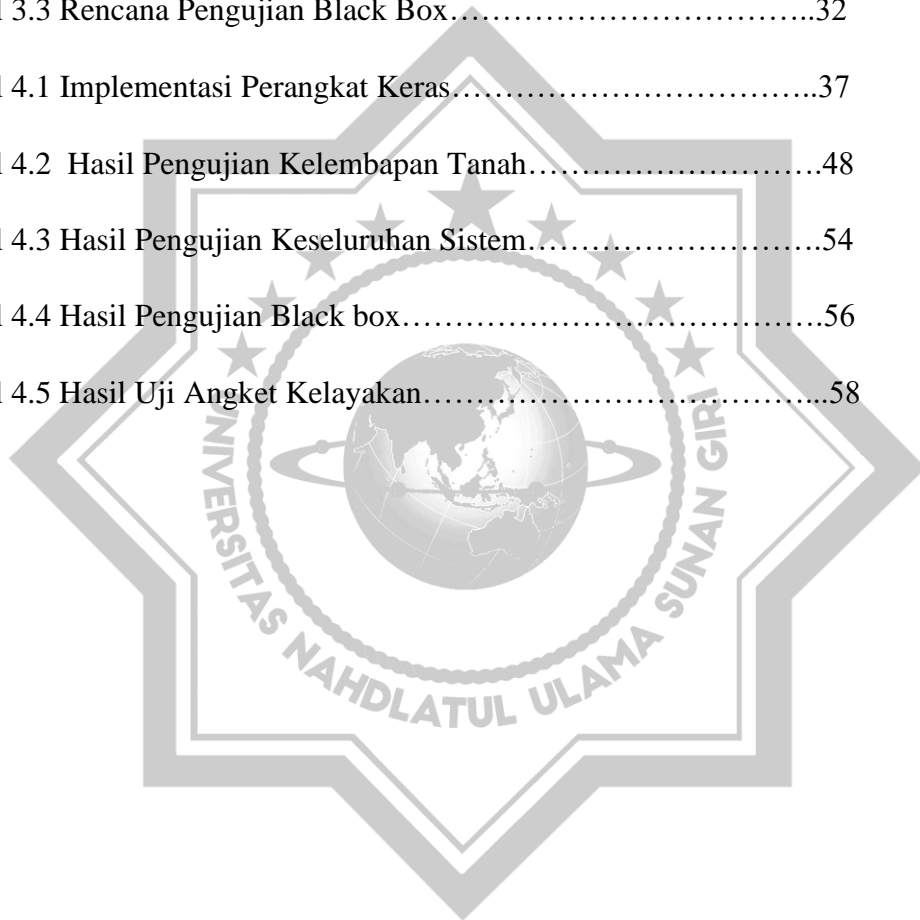 l 3.3 Rencana Pengujian Black Box…………………………………..32
l 4.1 Implementasi Perangkat Keras……………………………..37
l 4.2  Hasil Pengujian Kelembapan Tanah……………………….48
l 4.3 Hasil Pengujian Keseluruhan Sistem……………………….54
l 4.4 Hasil Pengujian Black box………………………………….56
l 4.5 Hasil Uji Angket Kelayakan………………………………...58
UNIVERSITAS NAHDLATUL ULAMA SUNAN GIRI